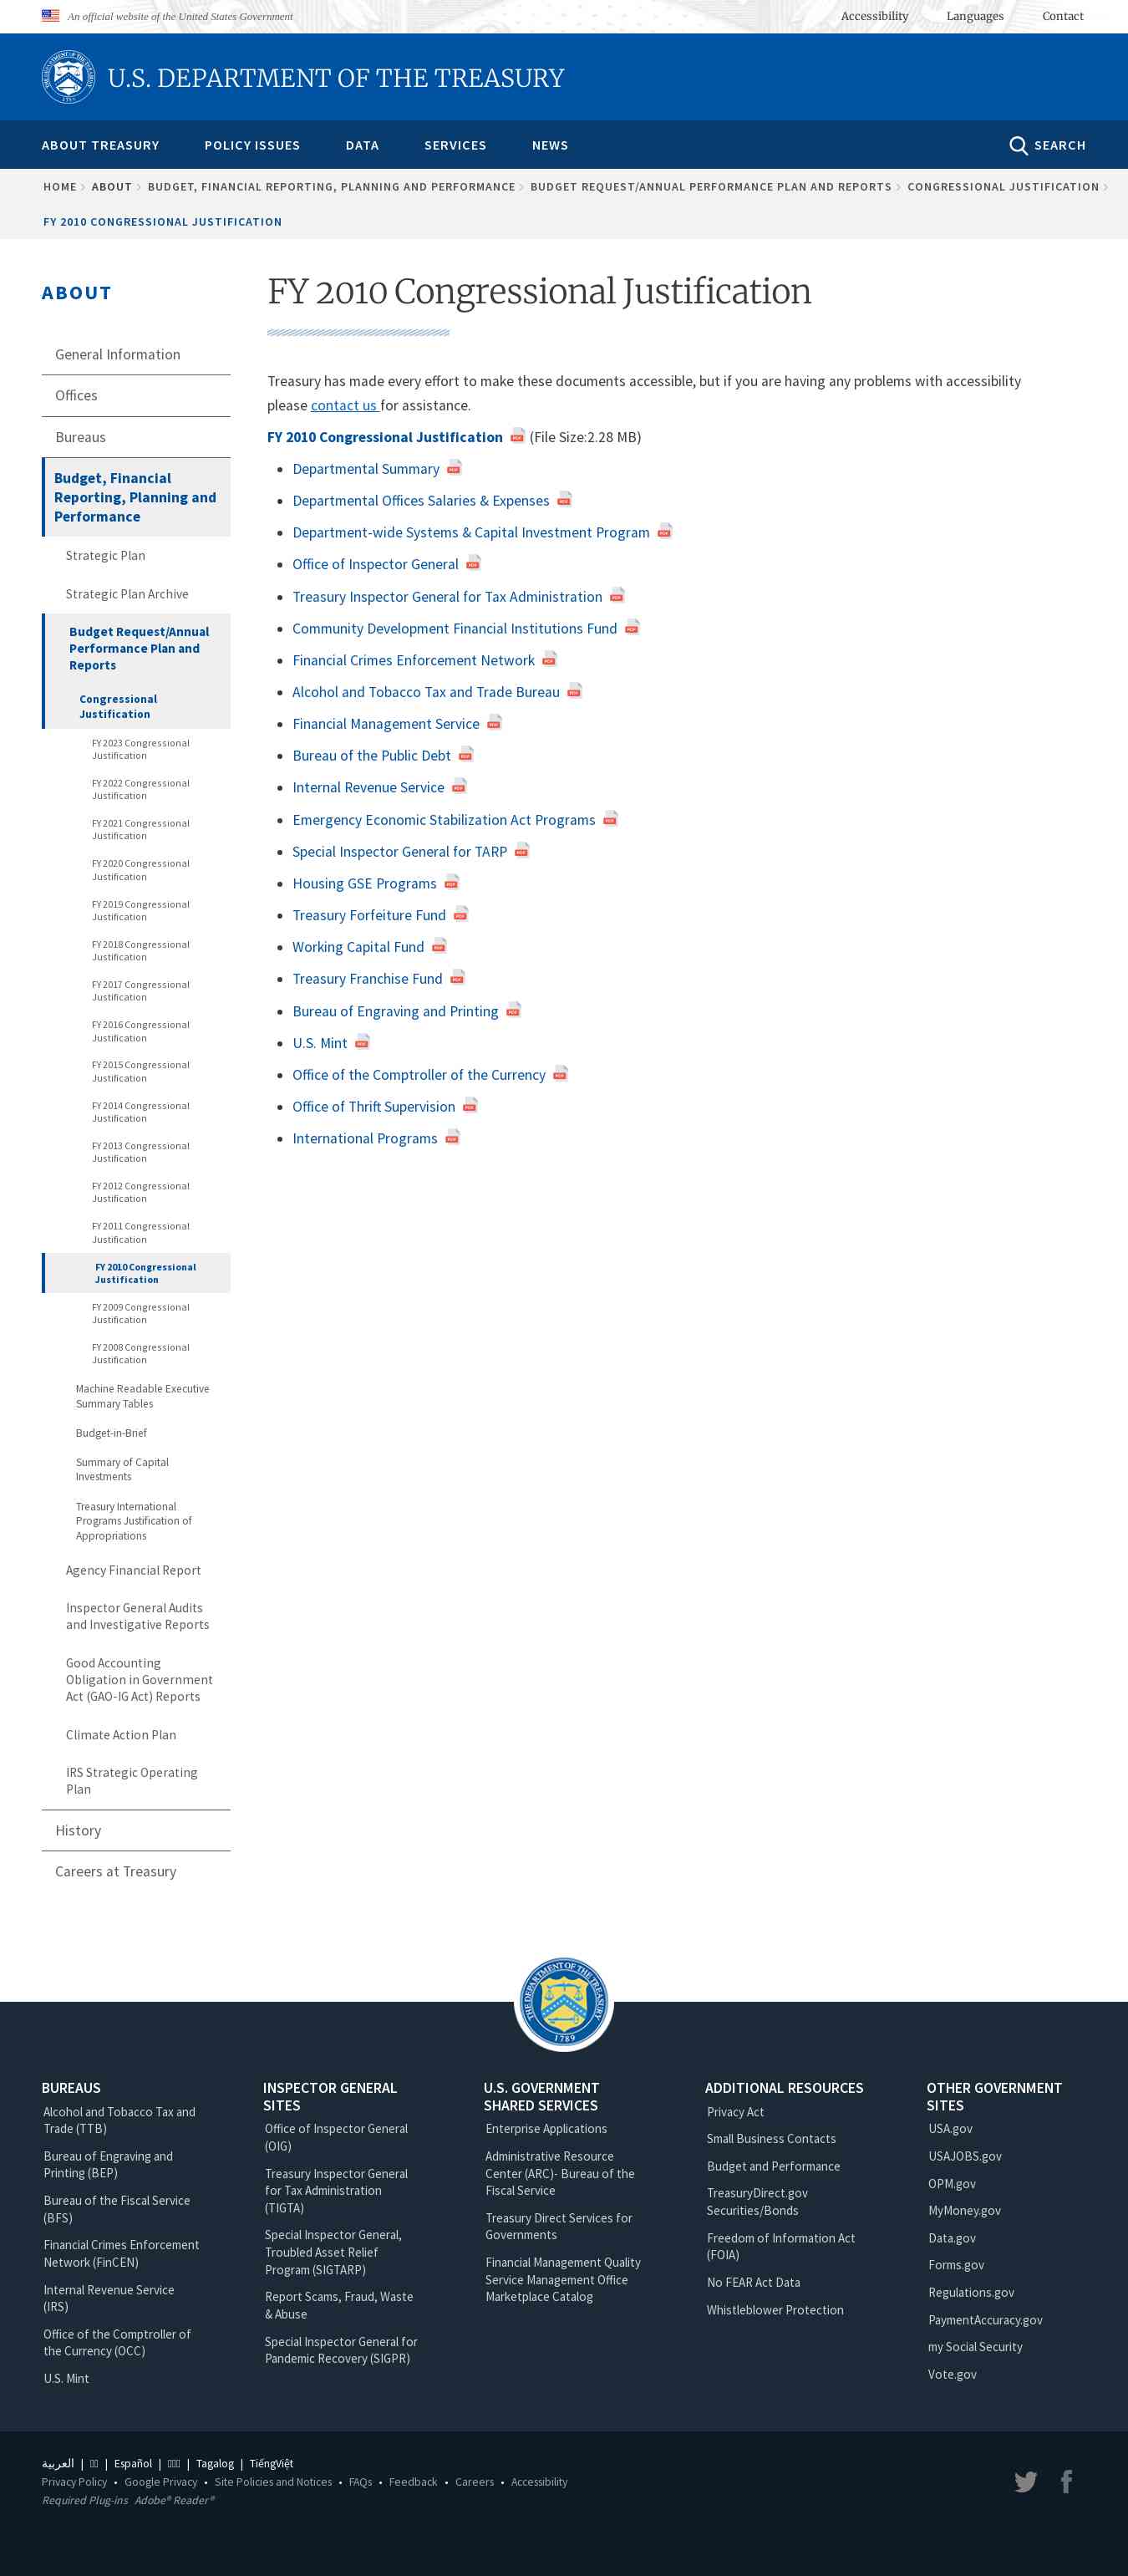 An official website of the United States Government
Accessibility
Languages
Contact
U.S. DEPARTMENT OF THE TREASURY
ABOUT TREASURY
POLICY ISSUES
DATA
SERVICES
NEWS
SEARCH
HOME > ABOUT > BUDGET, FINANCIAL REPORTING, PLANNING AND PERFORMANCE > BUDGET REQUEST/ANNUAL PERFORMANCE PLAN AND REPORTS > CONGRESSIONAL JUSTIFICATION >
FY 2010 CONGRESSIONAL JUSTIFICATION
ABOUT
General Information
Offices
Bureaus
Budget, Financial
Reporting, Planning and
Performance
Strategic Plan
Strategic Plan Archive
Budget Request/Annual
Performance Plan and
Reports
Congressional
Justification
FY 2023 Congressional
Justification
FY 2022 Congressional
Justification
FY 2021 Congressional
Justification
FY 2020 Congressional
Justification
FY 2019 Congressional
Justification
FY 2018 Congressional
Justification
FY 2017 Congressional
Justification
FY 2016 Congressional
Justification
FY 2015 Congressional
Justification
FY 2014 Congressional
Justification
FY 2013 Congressional
Justification
FY 2012 Congressional
Justification
FY 2011 Congressional
Justification
FY 2010 Congressional
Justification
FY 2009 Congressional
Justification
FY 2008 Congressional
Justification
Machine Readable Executive
Summary Tables
Budget-in-Brief
Summary of Capital
Investments
Treasury International
Programs Justification of
Appropriations
Agency Financial Report
Inspector General Audits
and Investigative Reports
Good Accounting
Obligation in Government
Act (GAO-IG Act) Reports
Climate Action Plan
IRS Strategic Operating
Plan
History
Careers at Treasury
FY 2010 Congressional Justification
Treasury has made every effort to make these documents accessible, but if you are having any problems with accessibility
please contact us for assistance.
FY 2010 Congressional Justification (File Size:2.28 MB)
Departmental Summary
Departmental Offices Salaries & Expenses
Department-wide Systems & Capital Investment Program
Office of Inspector General
Treasury Inspector General for Tax Administration
Community Development Financial Institutions Fund
Financial Crimes Enforcement Network
Alcohol and Tobacco Tax and Trade Bureau
Financial Management Service
Bureau of the Public Debt
Internal Revenue Service
Emergency Economic Stabilization Act Programs
Special Inspector General for TARP
Housing GSE Programs
Treasury Forfeiture Fund
Working Capital Fund
Treasury Franchise Fund
Bureau of Engraving and Printing
U.S. Mint
Office of the Comptroller of the Currency
Office of Thrift Supervision
International Programs
THE DEPARTMENT OF THE TREASURY
1789
BUREAUS
Alcohol and Tobacco Tax and
Trade (TTB)
Bureau of Engraving and
Printing (BEP)
Bureau of the Fiscal Service
(BFS)
Financial Crimes Enforcement
Network (FinCEN)
Internal Revenue Service
(IRS)
Office of the Comptroller of
the Currency (OCC)
U.S. Mint
INSPECTOR GENERAL
SITES
Office of Inspector General
(OIG)
Treasury Inspector General
for Tax Administration
(TIGTA)
Special Inspector General,
Troubled Asset Relief
Program (SIGTARP)
Report Scams, Fraud, Waste
& Abuse
Special Inspector General for
Pandemic Recovery (SIGPR)
U.S. GOVERNMENT
SHARED SERVICES
Enterprise Applications
Administrative Resource
Center (ARC)- Bureau of the
Fiscal Service
Treasury Direct Services for
Governments
Financial Management Quality
Service Management Office
Marketplace Catalog
ADDITIONAL RESOURCES
Privacy Act
Small Business Contacts
Budget and Performance
TreasuryDirect.gov
Securities/Bonds
Freedom of Information Act
(FOIA)
No FEAR Act Data
Whistleblower Protection
OTHER GOVERNMENT
SITES
USA.gov
USAJOBS.gov
OPM.gov
MyMoney.gov
Data.gov
Forms.gov
Regulations.gov
PaymentAccuracy.gov
my Social Security
Vote.gov
العربية | | Español | | Tagalog | TiếngViệt
Privacy Policy • Google Privacy • Site Policies and Notices • FAQs • Feedback • Careers • Accessibility
Required Plug-ins Adobe® Reader®